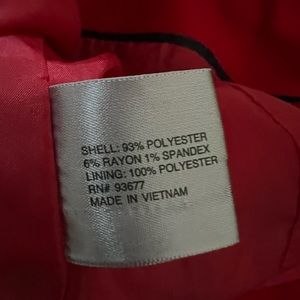 SHELL: 93% POLYESTER
6% RAYON 1% SPANDEX
LINING: 100% POLYESTER
RN# 93677
MADE IN VIETNAM